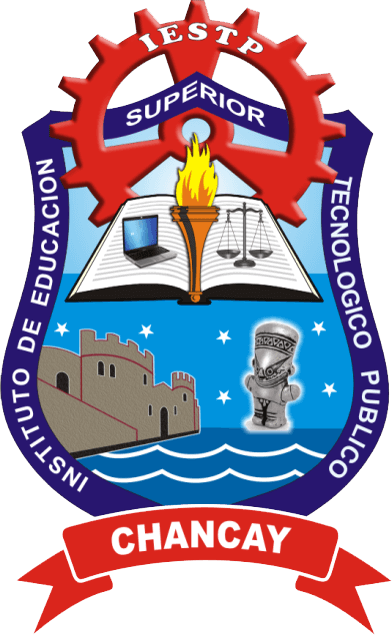 IESTP
SUPERIOR
INSTITUTO DE EDUCACION
TECNOLOGICO PUBLICO
CHANCAY